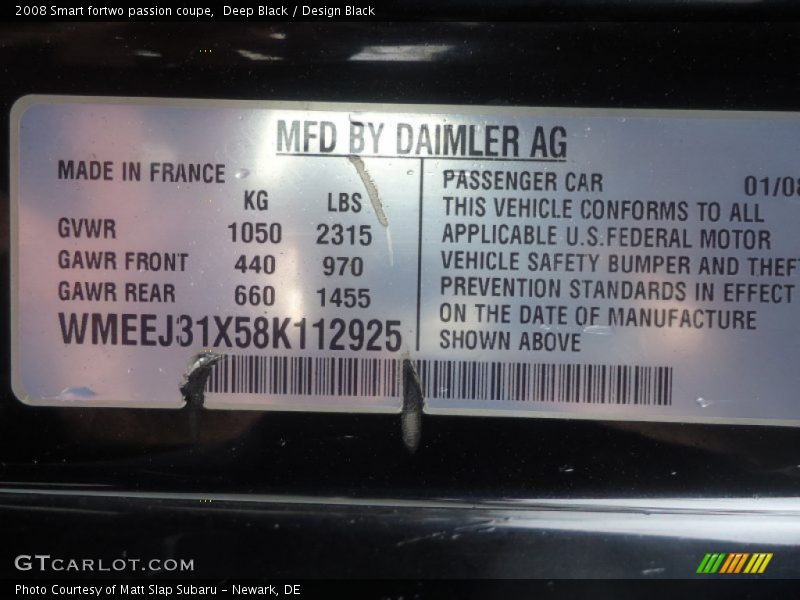 2008 Smart fortwo passion coupe,  Deep Black / Design Black
MFD BY DAIMLER AG
MADE IN FRANCE
KG LBS
GVWR 1050 2315
GAWR FRONT 440 970
GAWR REAR 660 1455
WMEEJ31X58K112925
PASSENGER CAR 01/08
THIS VEHICLE CONFORMS TO ALL
APPLICABLE U.S.FEDERAL MOTOR
VEHICLE SAFETY BUMPER AND THEFT
PREVENTION STANDARDS IN EFFECT
ON THE DATE OF MANUFACTURE
SHOWN ABOVE
GTCARLOT.COM
Photo Courtesy of Matt Slap Subaru - Newark, DE